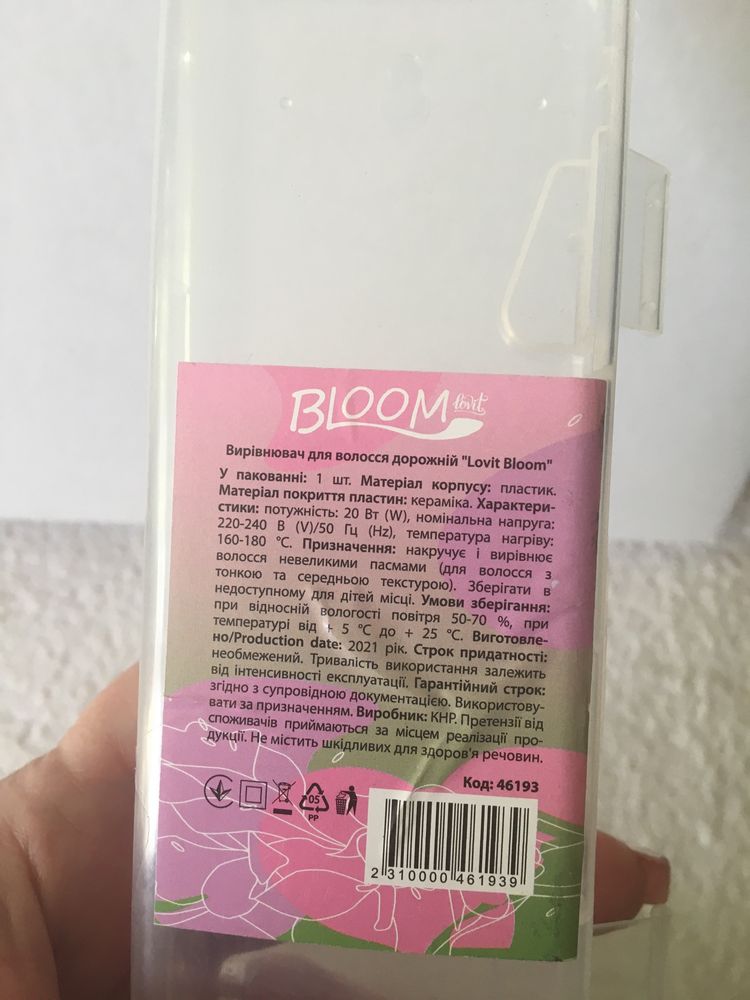 BLOOM lovit
Вирівнювач для волосся дорожній "Lovit Bloom"
У пакованні: 1 шт. Матеріал корпусу: пластик.
Матеріал покриття пластин: кераміка. Характери-
стики: потужність: 20 Вт (W), номінальна напруга:
220-240 В (V)/50 Гц (Hz), температура нагріву:
160-180 °C. Призначення: накручує і вирівнює
волосся невеликими пасмами (для волосся з
тонкою та середньою текстурою). Зберігати в
недоступному для дітей місці. Умови зберігання:
при відносній вологості повітря 50-70 %, при
температурі від + 5 °C до + 25 °C. Виготовле-
но/Production date: 2021 рік. Строк придатності:
необмежений. Тривалість використання залежить
від інтенсивності експлуатації. Гарантійний строк:
згідно з супровідною документацією. Використову-
вати за призначенням. Виробник: КНР. Претензії від
споживачів приймаються за місцем реалізації про-
дукції. Не містить шкідливих для здоров'я речовин.
Код: 46193
05
PP
2 310000 461939